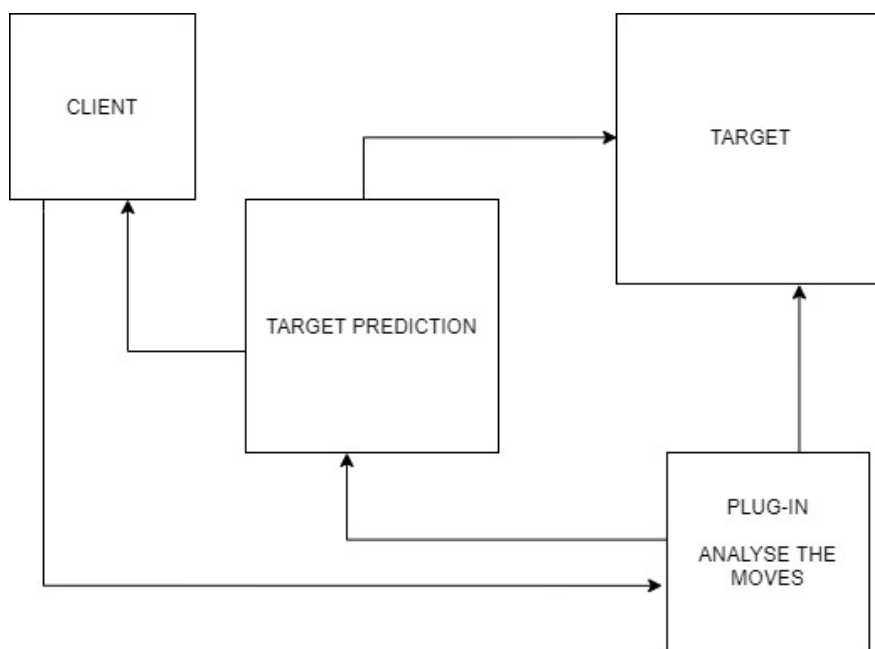 CLIENT
TARGET
TARGET PREDICTION
PLUG-IN
ANALYSE THE
MOVES